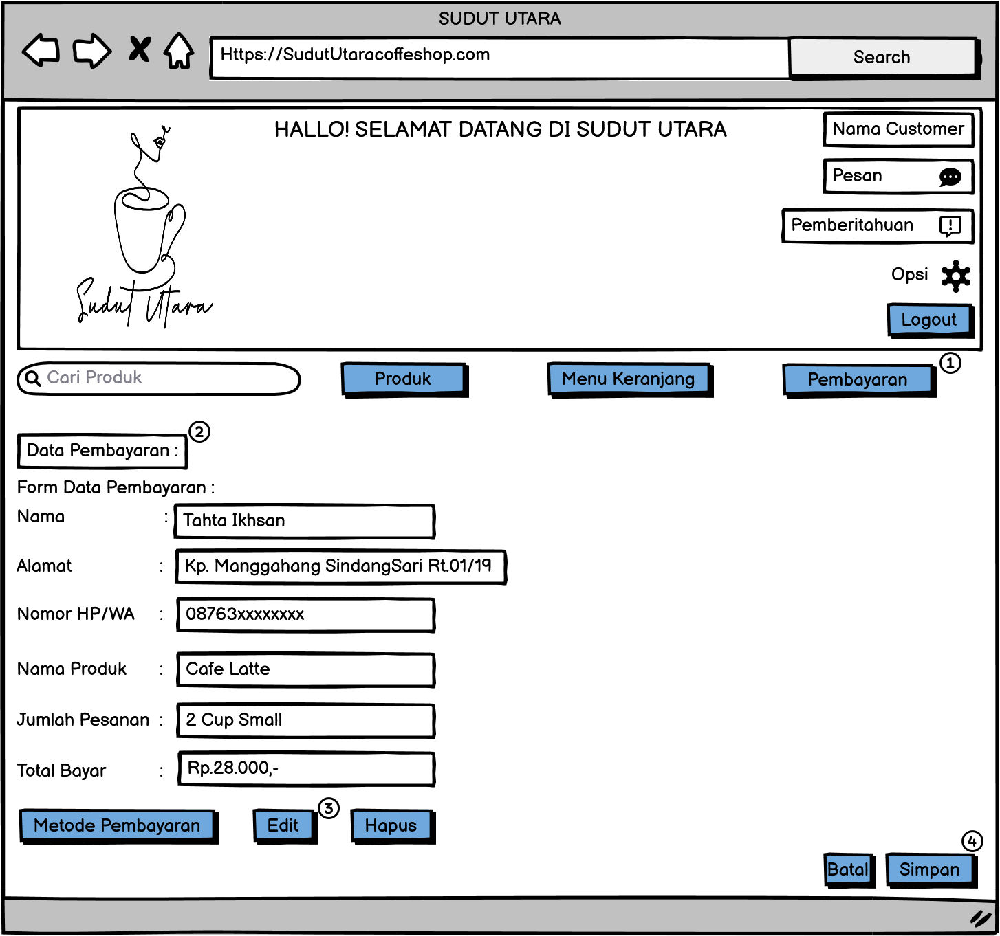 SUDUT UTARA
Https://SudutUtaracoffeshop.com
Search
HALLO! SELAMAT DATANG DI SUDUT UTARA
Nama Customer
Pesan
Pemberitahuan
Opsi
Sudut Utara
Logout
Cari Produk
Produk
Menu Keranjang
Pembayaran
1
2
Data Pembayaran :
Form Data Pembayaran :
Nama : Tahta Ikhsan
Alamat : Kp. Manggahang SindangSari Rt.01/19
Nomor HP/WA : 08763xxxxxxxx
Nama Produk : Cafe Latte
Jumlah Pesanan : 2 Cup Small
Total Bayar : Rp.28.000,-
Metode Pembayaran
Edit
3
Hapus
4
Batal
Simpan